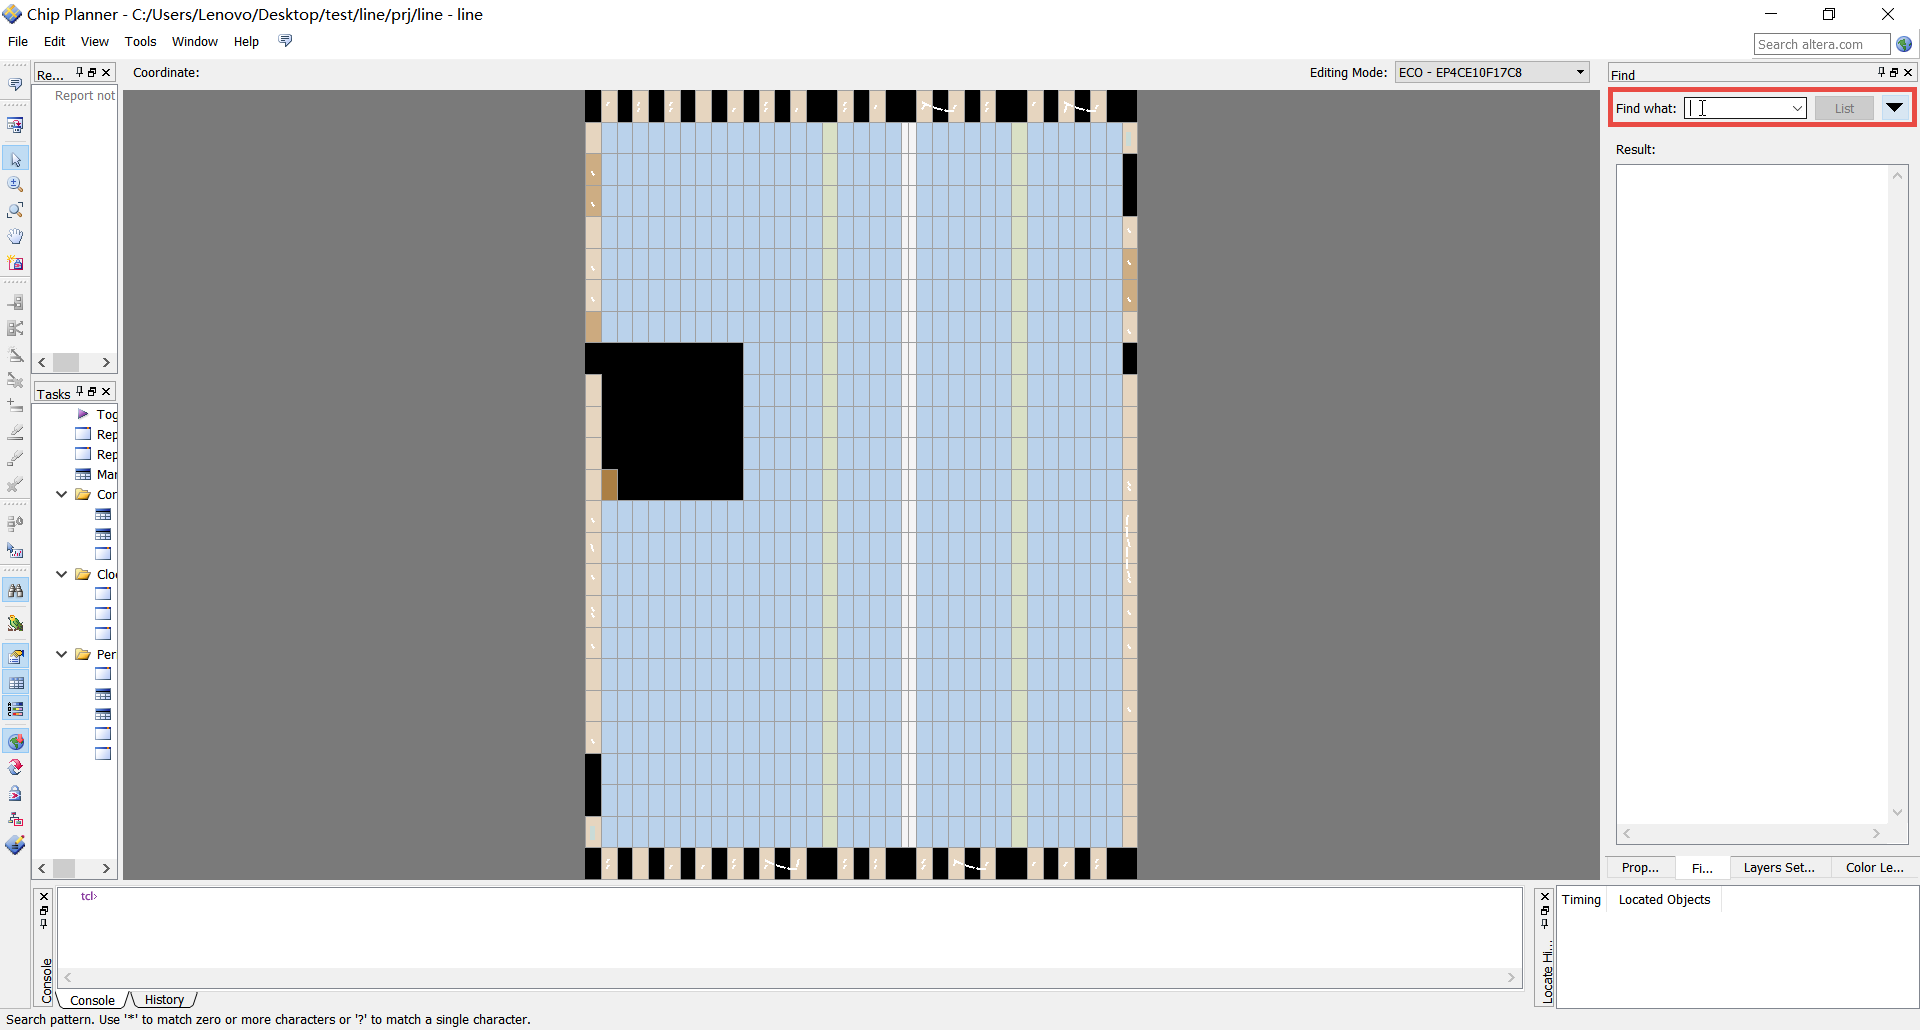 Chip Planner - C:/Users/Lenovo/Desktop/test/line/prj/line - line
File Edit View Tools Window Help
Search altera.com
Re...
Coordinate:
Editing Mode: ECO - EP4CE10F17C8
Find
Report not
Find what: List
Result:
Tasks
Tog
Rep
Rep
Mar
Cor
Clo
Per
Prop... Fi... Layers Set... Color Le...
tcl>
Console
Console History
Locate Hi...
Timing Located Objects
Search pattern. Use '*' to match zero or more characters or '?' to match a single character.